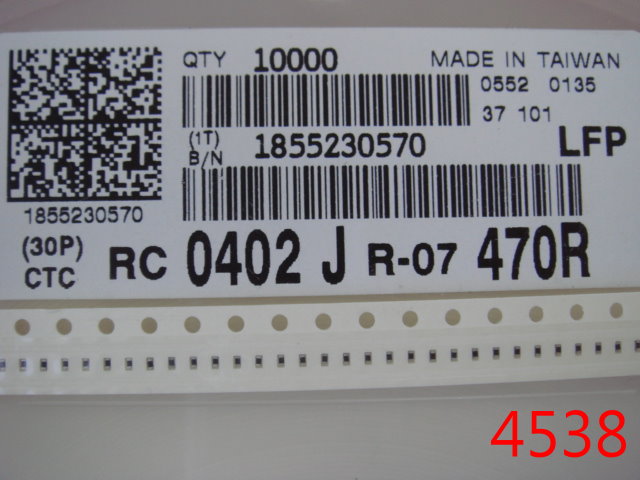 QTY 10000 MADE IN TAIWAN
0552 0135
37 101
(1T)
B/N 1855230570 LFP
1855230570
(30P)
CTC RC 0402 J R-07 470R
4538